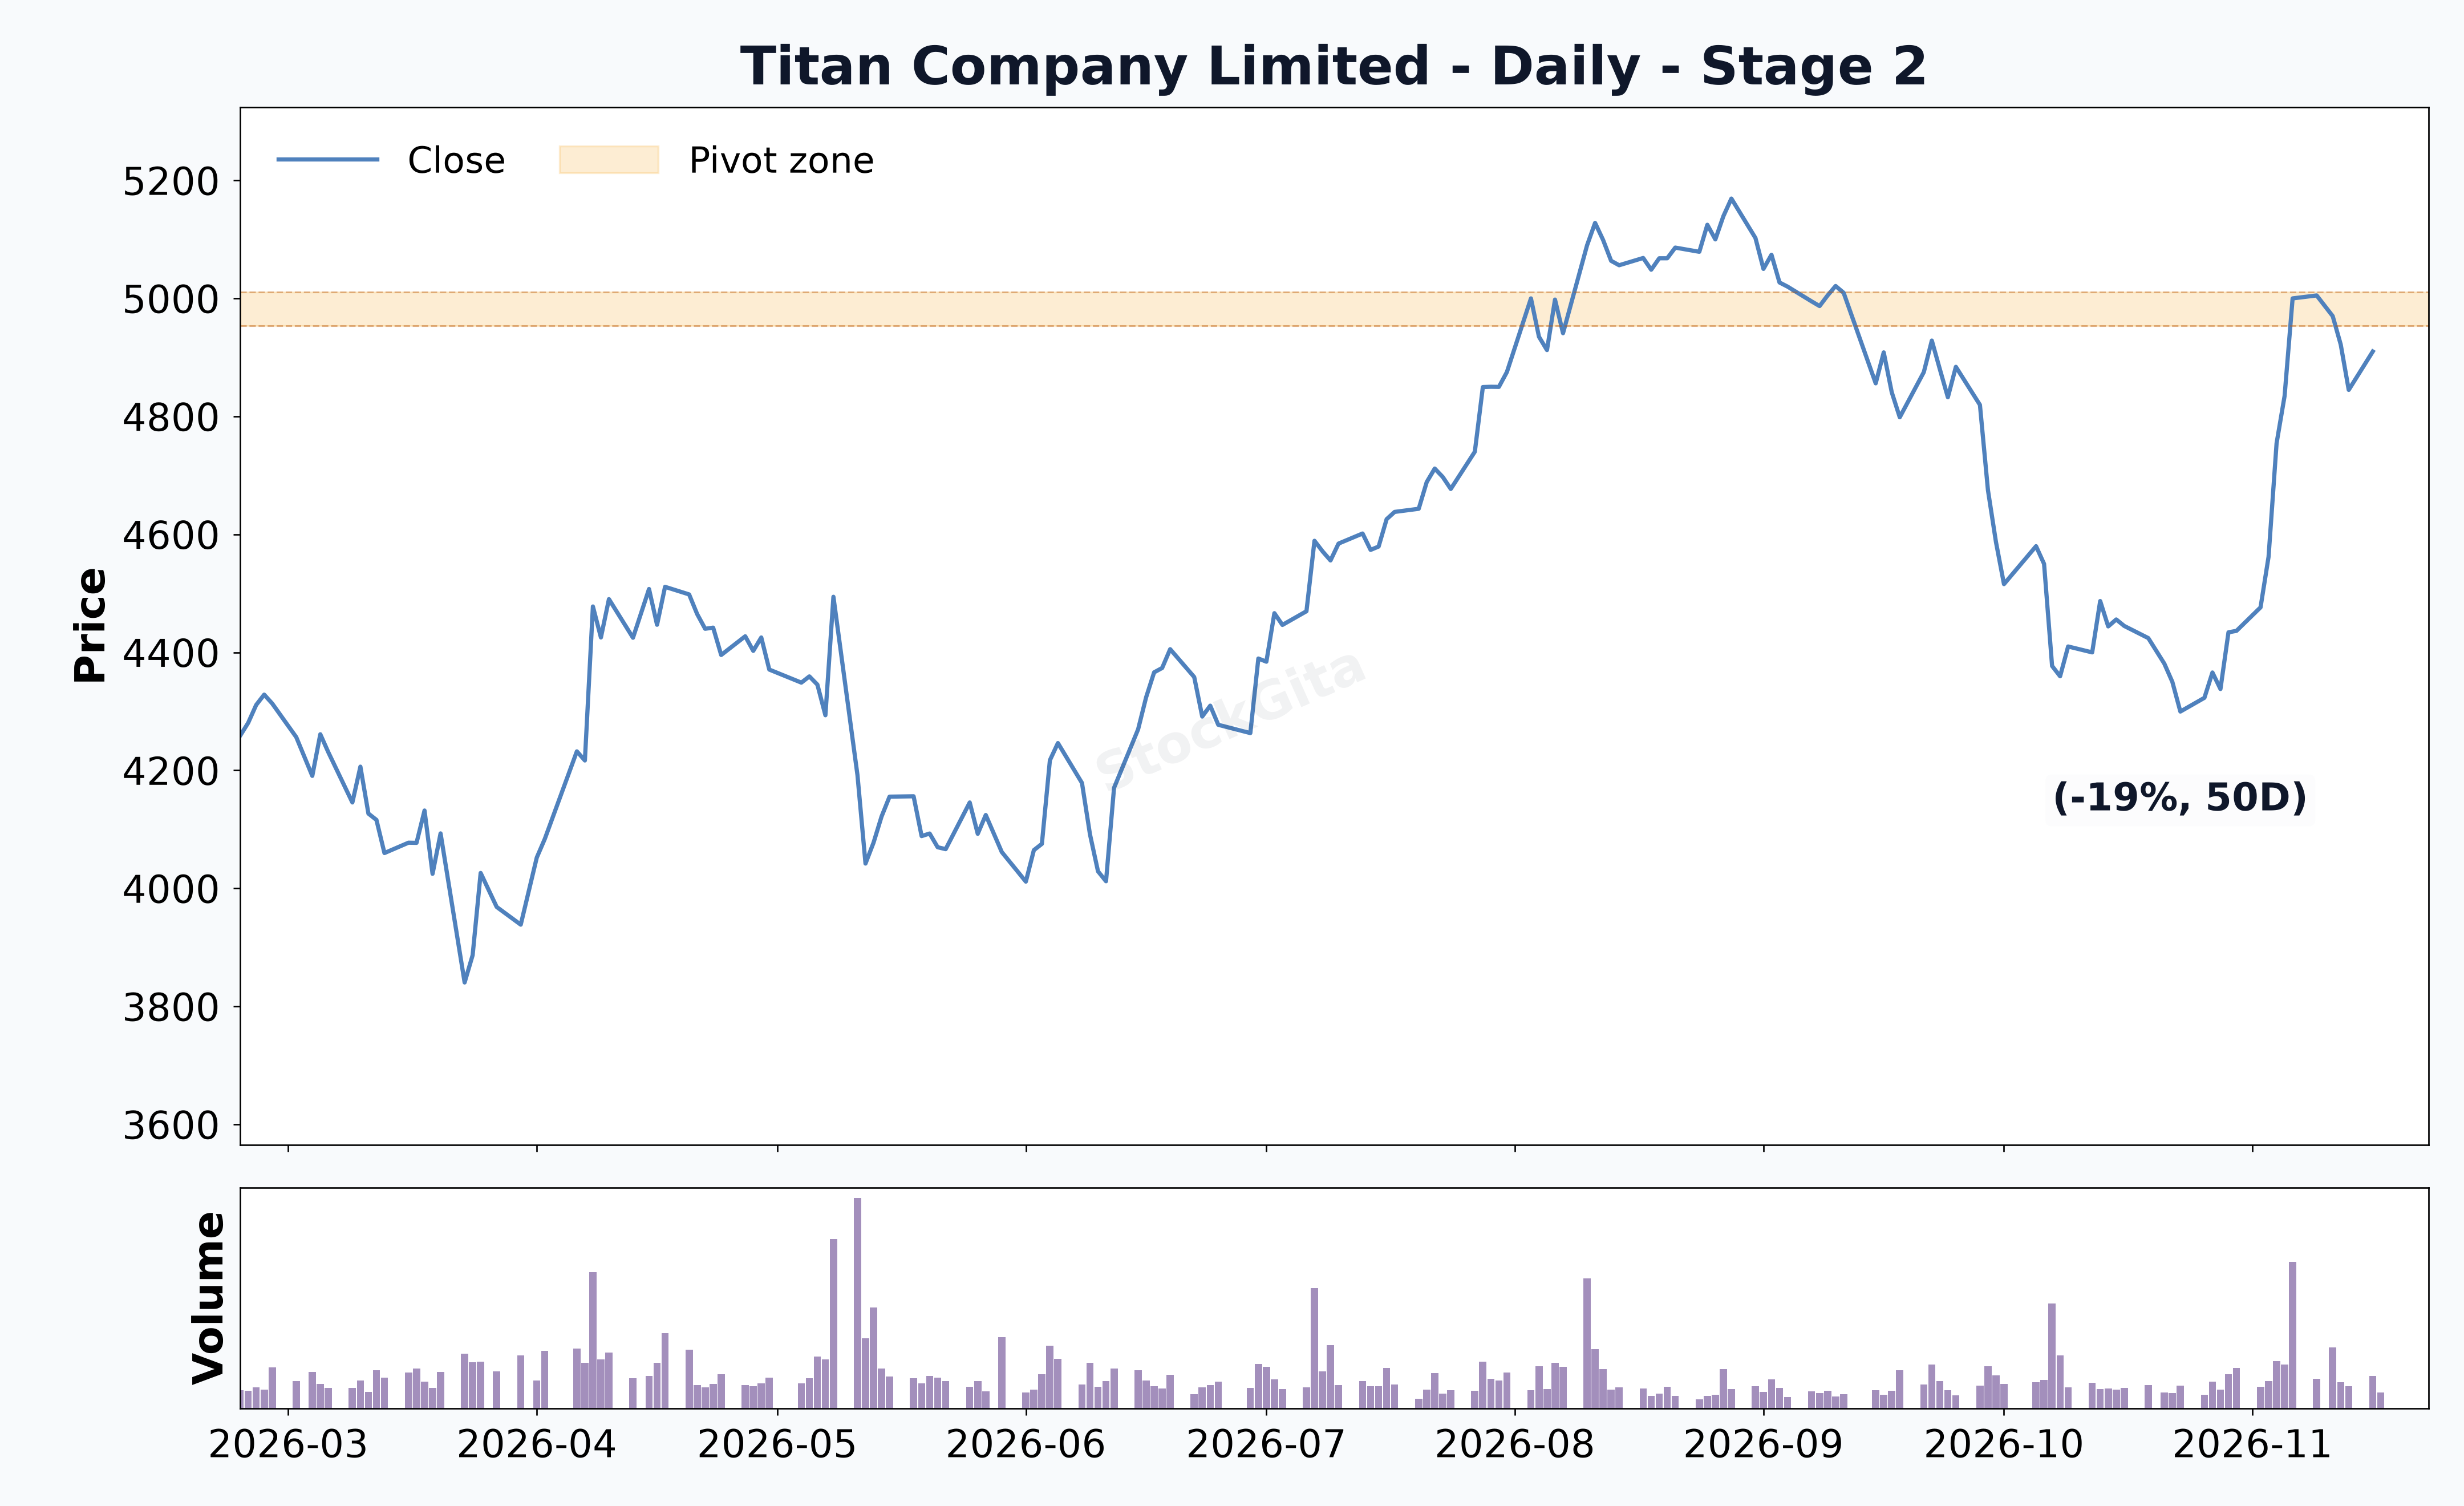 Titan Company Limited - Daily - Stage 2
Close
Pivot zone
5200
5000
4800
4600
4400
4200
4000
3800
3600
Price
StockGita
(-19%, 50D)
Volume
2026-03
2026-04
2026-05
2026-06
2026-07
2026-08
2026-09
2026-10
2026-11